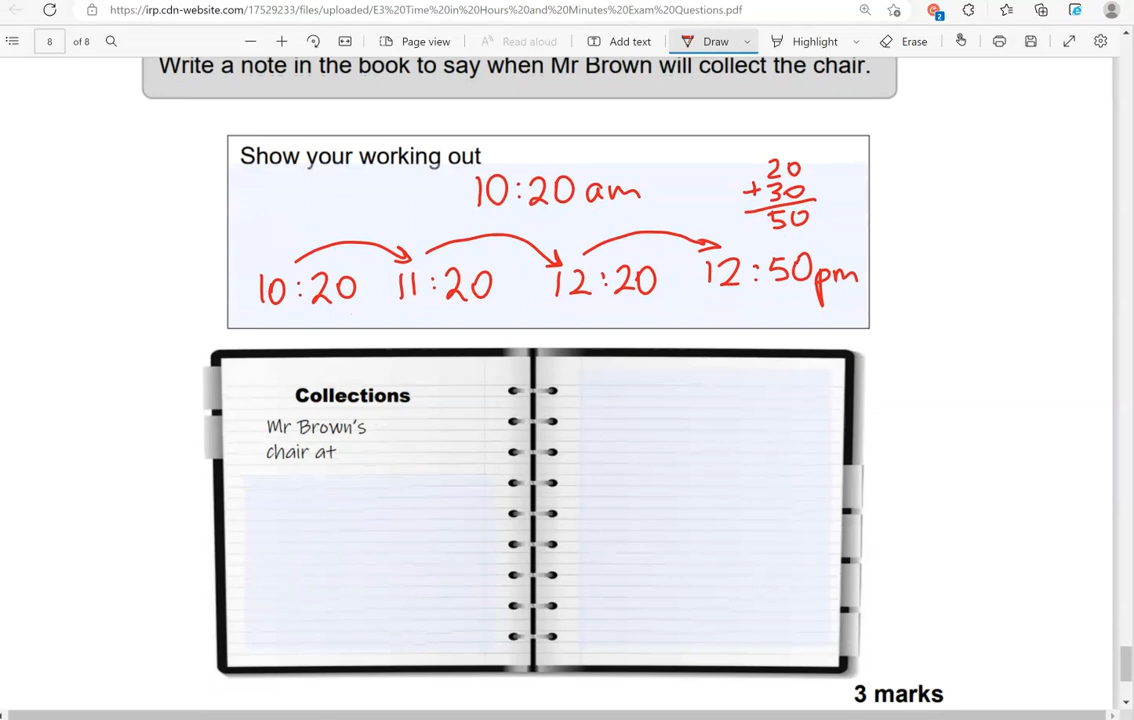 https://irp.cdn-website.com/17529233/files/uploaded/E3%20Time%20in%20Hours%20and%20Minutes%20Exam%20Questions.pdf
2
8 of 8
Page view
Read aloud
Add text
Draw
Highlight
Erase
Write a note in the book to say when Mr Brown will collect the chair.
Show your working out
10:20 am
20
+30
50
10:20 11:20 12:20 12:50pm
Collections
Mr Brown's
chair at
3 marks